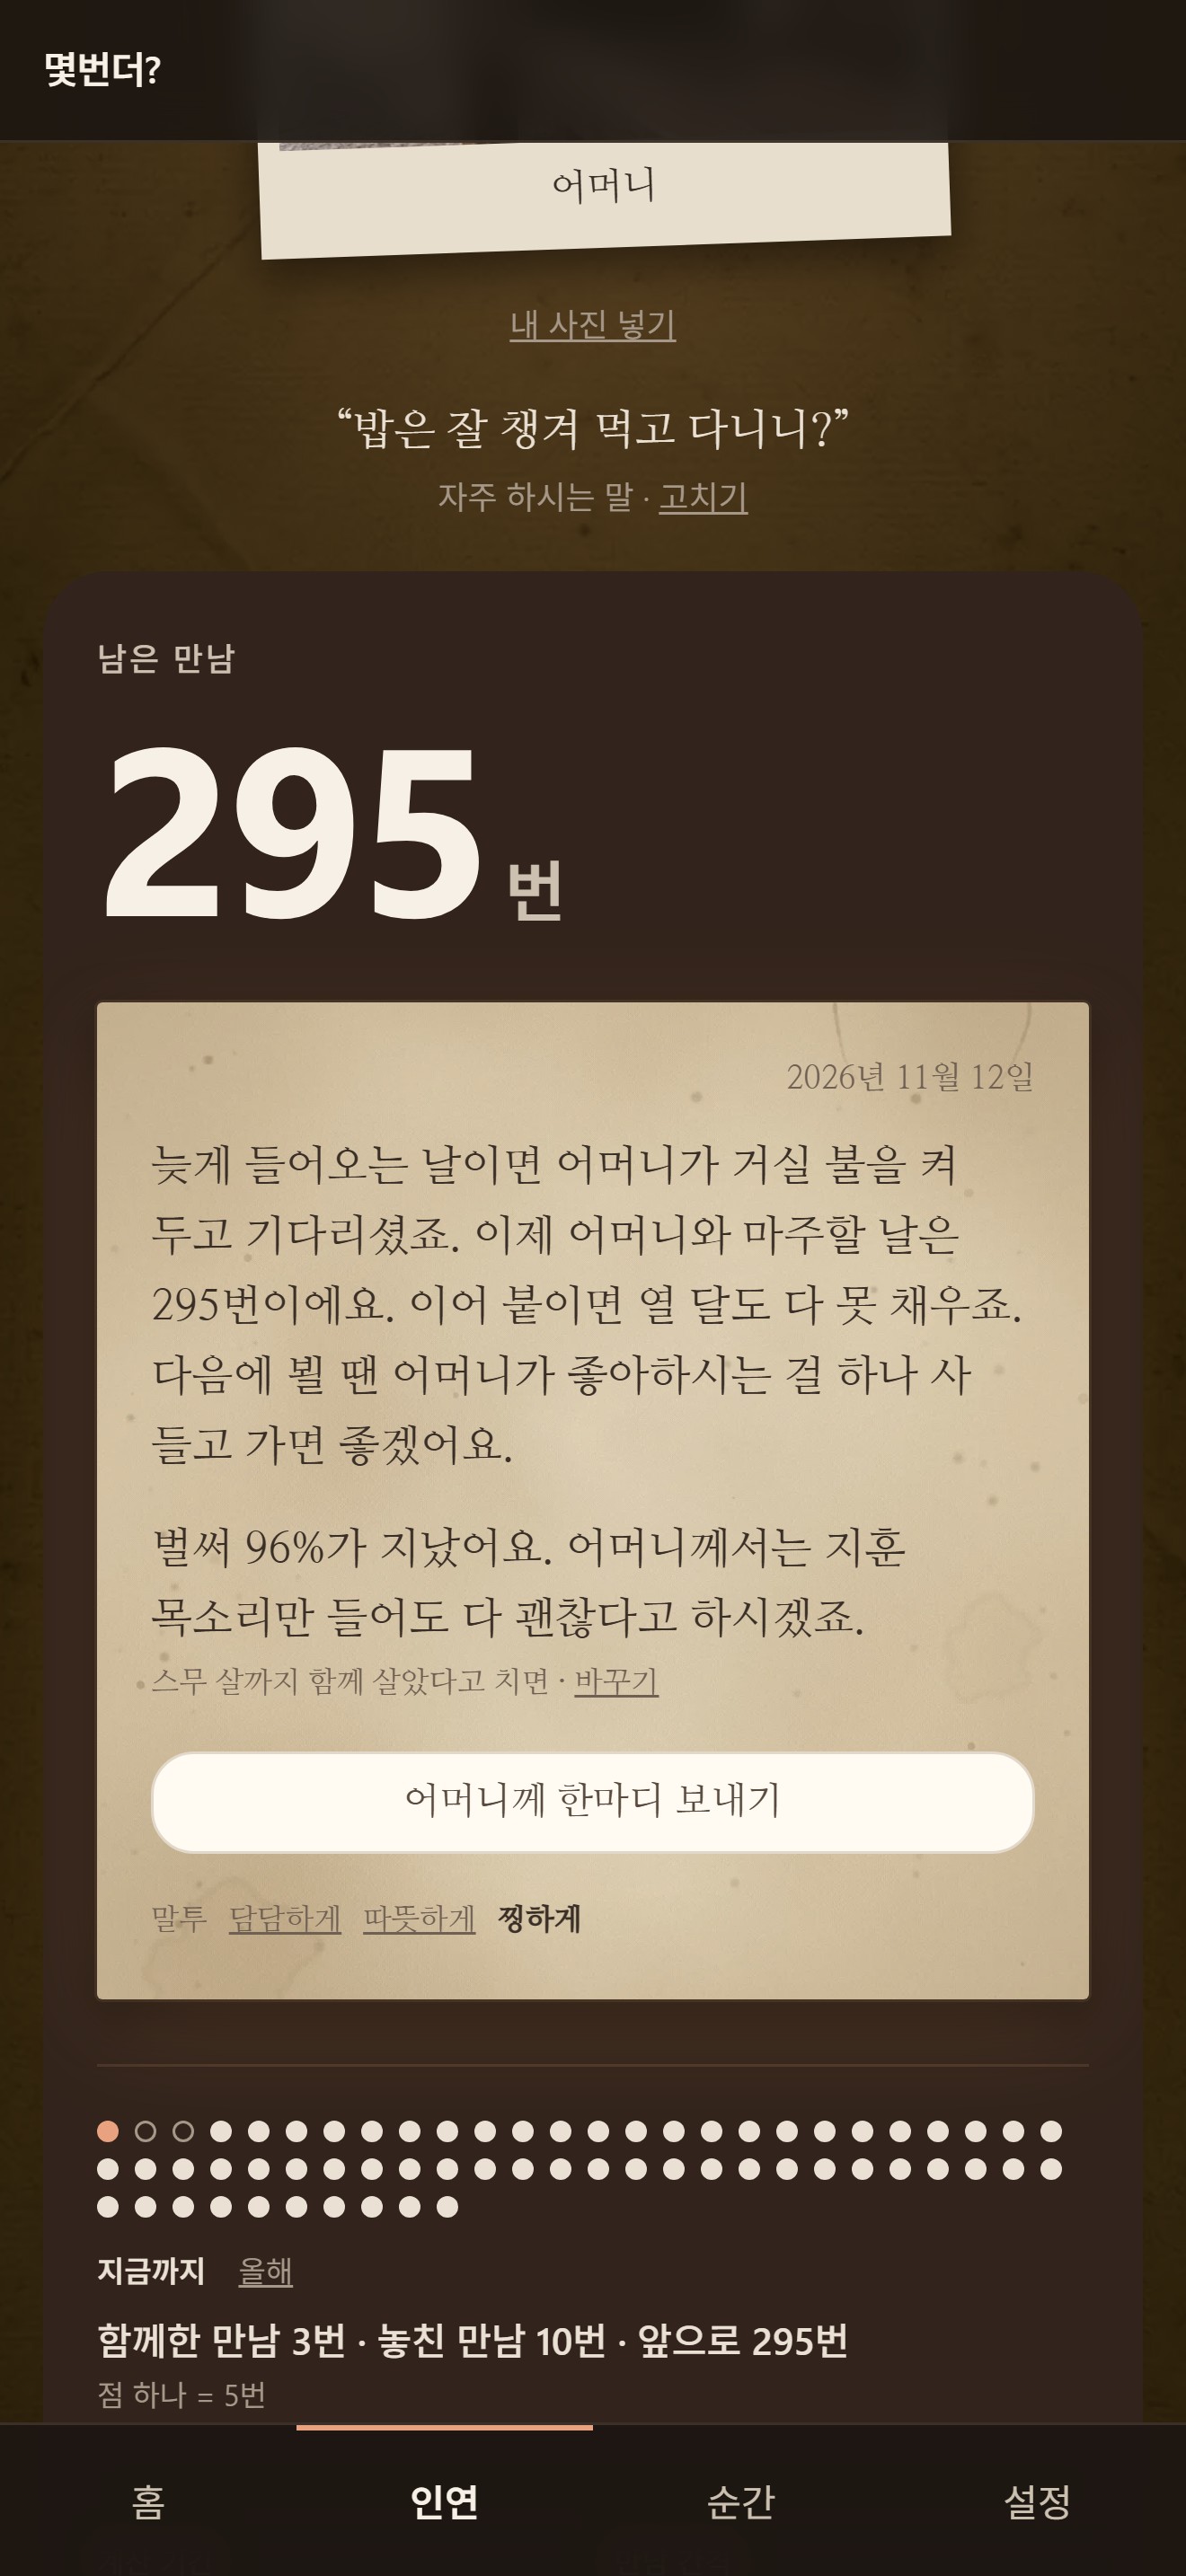 몇번더?
어머니
내 사진 넣기
“밥은 잘 챙겨 먹고 다니니?”
자주 하시는 말 · 고치기
남은 만남
295 번
2026년 11월 12일
늦게 들어오는 날이면 어머니가 거실 불을 켜
두고 기다리셨죠. 이제 어머니와 마주할 날은
295번이에요. 이어 붙이면 열 달도 다 못 채우죠.
다음에 뵐 땐 어머니가 좋아하시는 걸 하나 사
들고 가면 좋겠어요.
벌써 96%가 지났어요. 어머니께서는 지훈
목소리만 들어도 다 괜찮다고 하시겠죠.
스무 살까지 함께 살았다고 치면 · 바꾸기
어머니께 한마디 보내기
말투 담담하게 따뜻하게 찡하게
지금까지 올해
함께한 만남 3번 · 놓친 만남 10번 · 앞으로 295번
점 하나 = 5번
홈 인연 순간 설정